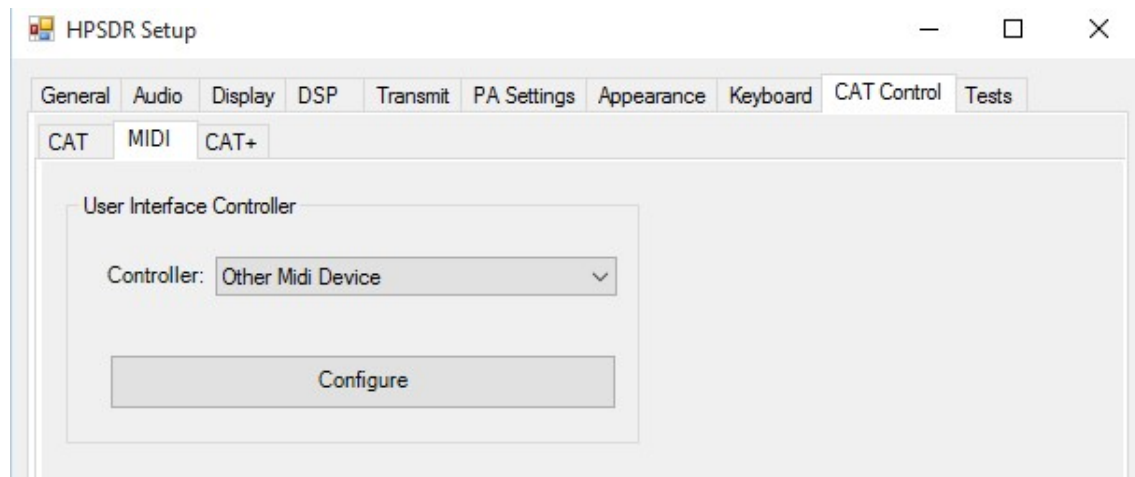 HPSDR Setup
General Audio Display DSP Transmit PA Settings Appearance Keyboard CAT Control Tests
CAT MIDI CAT+
User Interface Controller
Controller: Other Midi Device
Configure